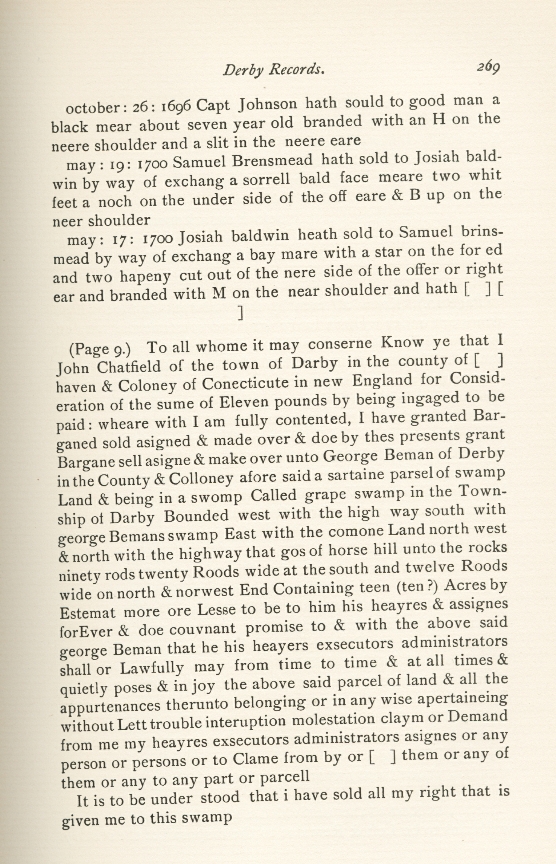 Derby Records. 269
october: 26: 1696 Capt Johnson hath sould to good man a
black mear about seven year old branded with an H on the
neere shoulder and a slit in the neere eare
may: 19: 1700 Samuel Brensmead hath sold to Josiah bald-
win by way of exchang a sorrell bald face meare two whit
feet a noch on the under side of the off eare & B up on the
neer shoulder
may: 17: 1700 Josiah baldwin heath sold to Samuel brins-
mead by way of exchang a bay mare with a star on the for ed
and two hapeny cut out of the nere side of the offer or right
ear and branded with M on the near shoulder and hath [ ] [
]
(Page 9.) To all whome it may conserne Know ye that I
John Chatfield of the town of Darby in the county of [ ]
haven & Coloney of Conecticute in new England for Consid-
eration of the sume of Eleven pounds by being ingaged to be
paid: wheare with I am fully contented, I have granted Bar-
ganed sold asigned & made over & doe by thes presents grant
Bargane sell asigne & make over unto George Beman of Derby
in the County & Colloney afore said a sartaine parsel of swamp
Land & being in a swomp Called grape swamp in the Town-
ship of Darby Bounded west with the high way south with
george Bemans swamp East with the comone Land north west
& north with the highway that gos of horse hill unto the rocks
ninety rods twenty Roods wide at the south and twelve Roods
wide on north & norwest End Containing teen (ten ?) Acres by
Estemat more ore Lesse to be to him his heayres & assignes
forEver & doe couvnant promise to & with the above said
george Beman that he his heayers exsecutors administrators
shall or Lawfully may from time to time & at all times &
quietly poses & in joy the above said parcel of land & all the
appurtenances therunto belonging or in any wise apertaineing
without Lett trouble interuption molestation claym or Demand
from me my heayres exsecutors administrators asignes or any
person or persons or to Clame from by or [ ] them or any of
them or any to any part or parcell
It is to be under stood that i have sold all my right that is
given me to this swamp